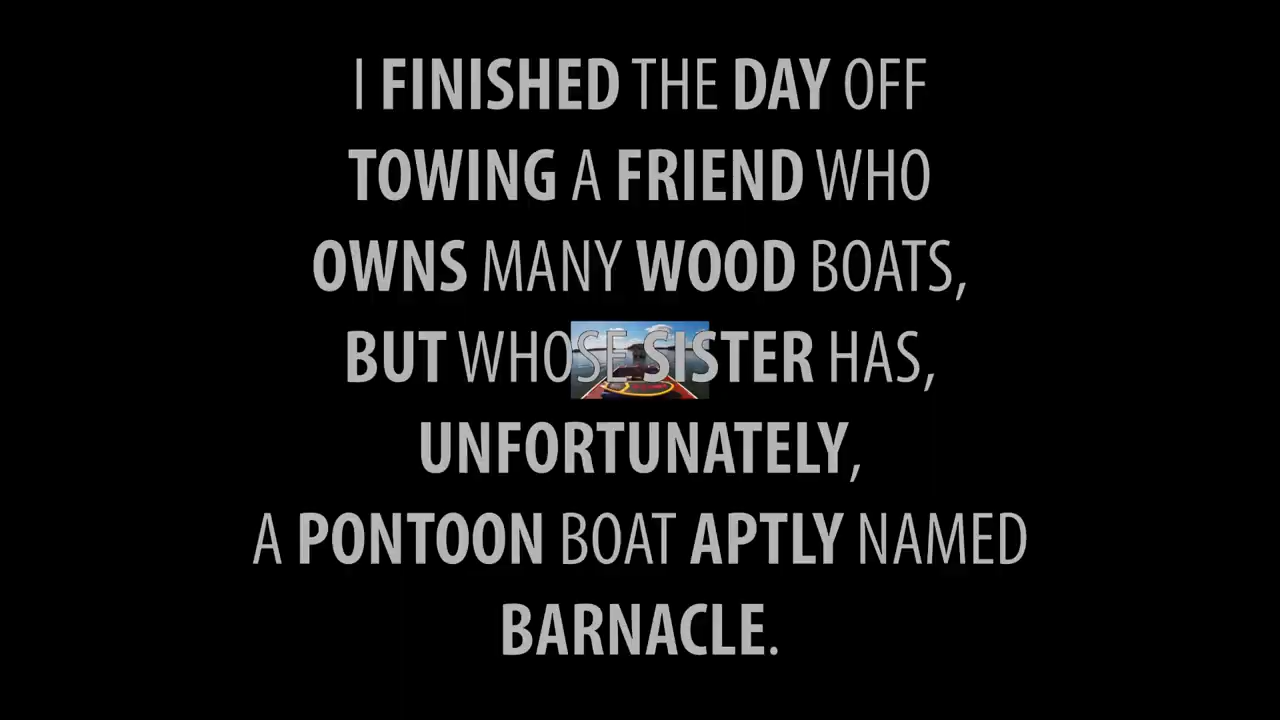 I FINISHED THE DAY OFF
TOWING A FRIEND WHO
OWNS MANY WOOD BOATS,
BUT WHOSE SISTER HAS,
UNFORTUNATELY,
A PONTOON BOAT APTLY NAMED
BARNACLE.